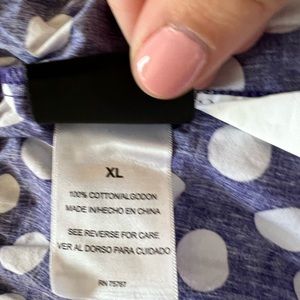 XL
100% COTTON/ALGODON
MADE IN/HECHO EN CHINA
SEE REVERSE FOR CARE
VER AL DORSO PARA CUIDADO
RN 75787